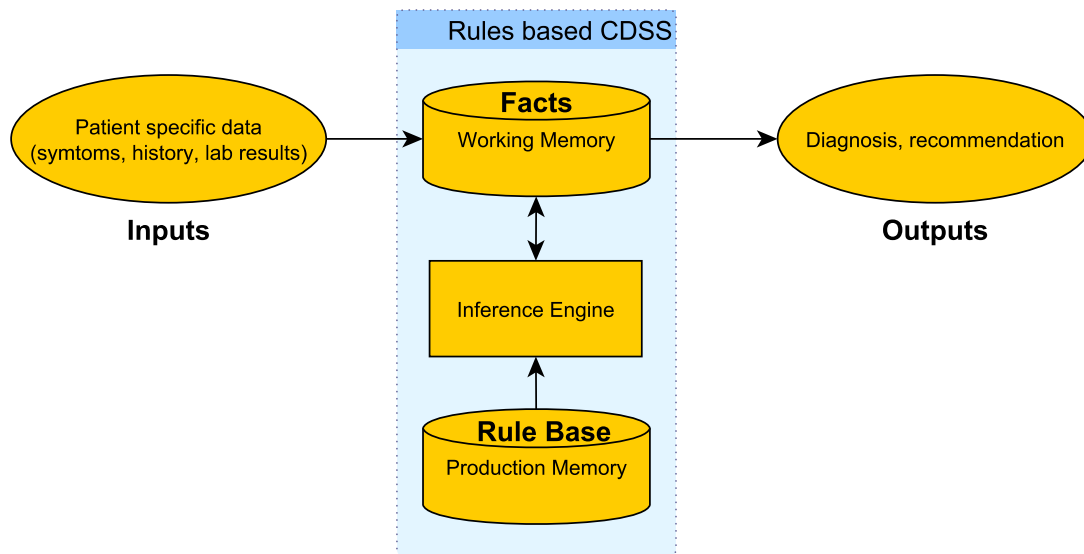 Rules based CDSS
Patient specific data
(symtoms, history, lab results)
Inputs
Facts
Working Memory
Diagnosis, recommendation
Outputs
Inference Engine
Rule Base
Production Memory